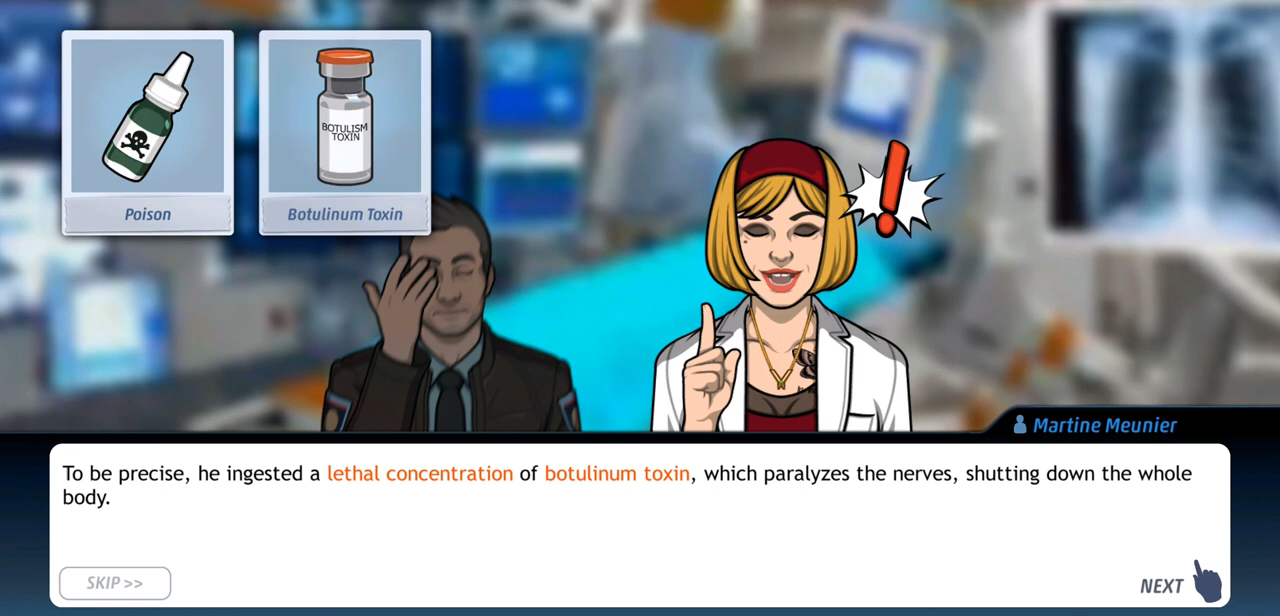 BOTULISM
TOXIN
Poison
Botulinum Toxin
Martine Meunier
To be precise, he ingested a lethal concentration of botulinum toxin, which paralyzes the nerves, shutting down the whole
body.
SKIP >>
NEXT